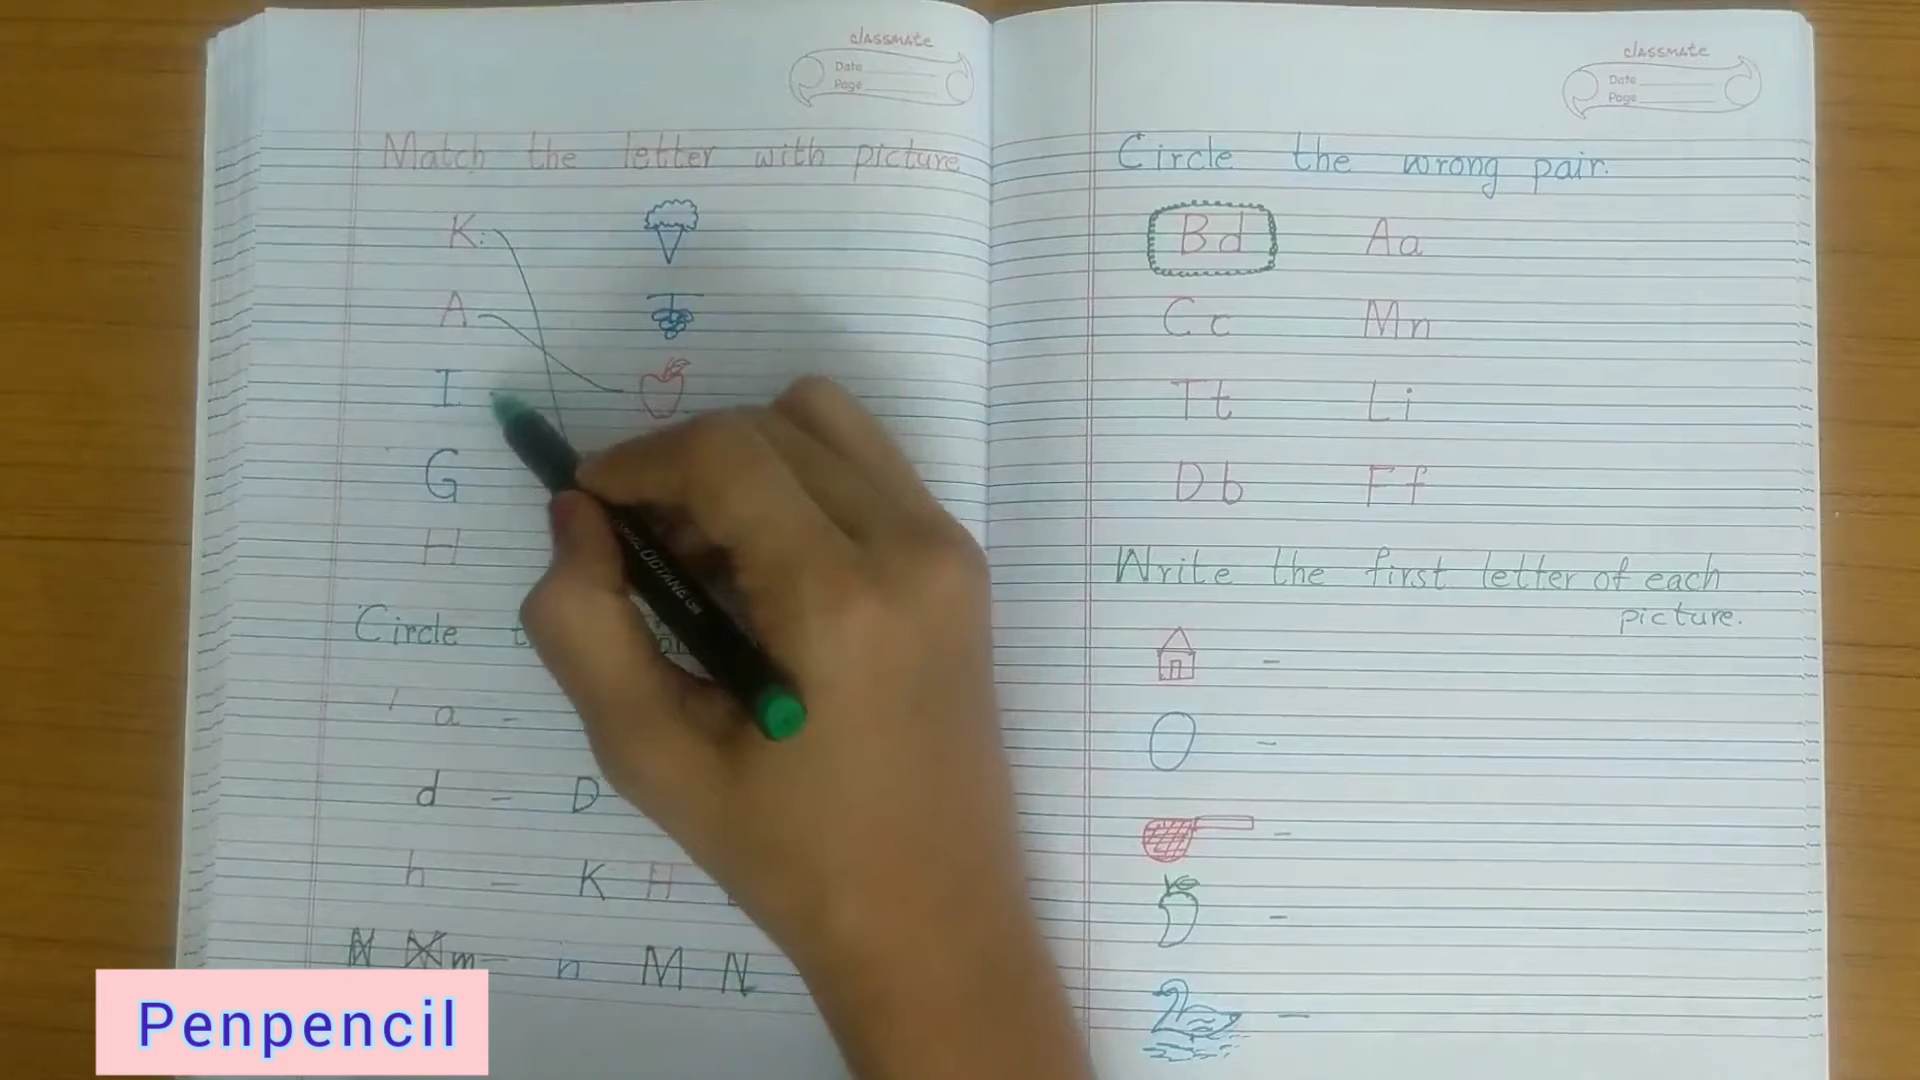 classmate
Date
Page
Match the letter with picture
K
A
I
G
H
Circle
a -
d - D
h - K H
m - n M N
classmate
Date
Page
Circle the wrong pair.
Bd Aa
Cc Mn
Tt Li
Db Ff
Write the first letter of each
picture.
-
-
-
-
-
OCTANE
Penpencil